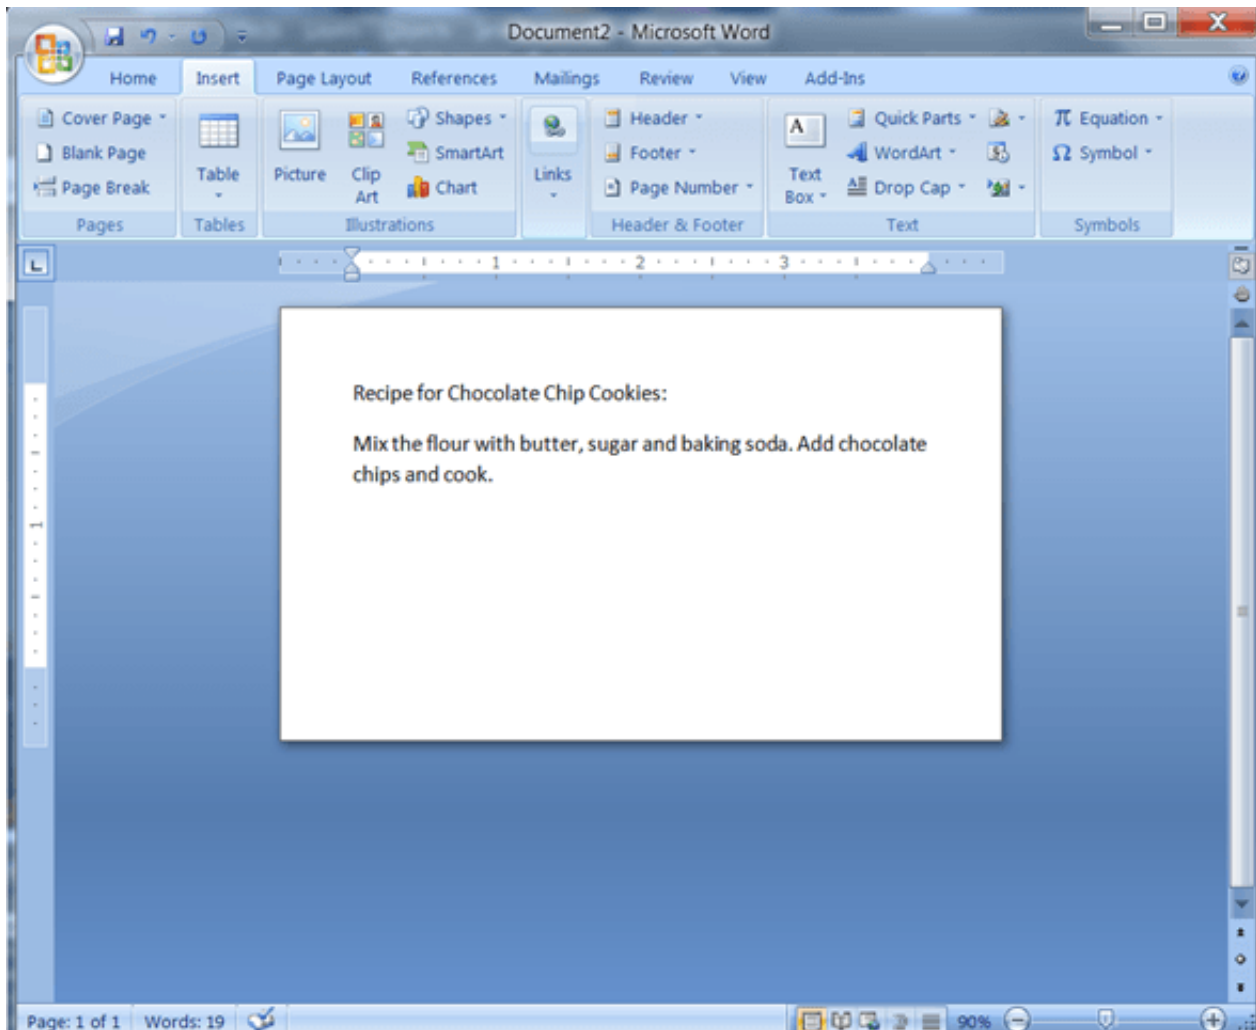 Document2 - Microsoft Word
Home Insert Page Layout References Mailings Review View Add-Ins
Cover Page
Blank Page
Page Break
Pages
Table
Tables
Picture
Clip
Art
Shapes
SmartArt
Chart
Illustrations
Links
Header
Footer
Page Number
Header & Footer
A
Text
Box
Quick Parts
WordArt
Drop Cap
Text
π Equation
Ω Symbol
Symbols
1 2 3
1
Recipe for Chocolate Chip Cookies:
Mix the flour with butter, sugar and baking soda. Add chocolate
chips and cook.
Page: 1 of 1 Words: 19 90%